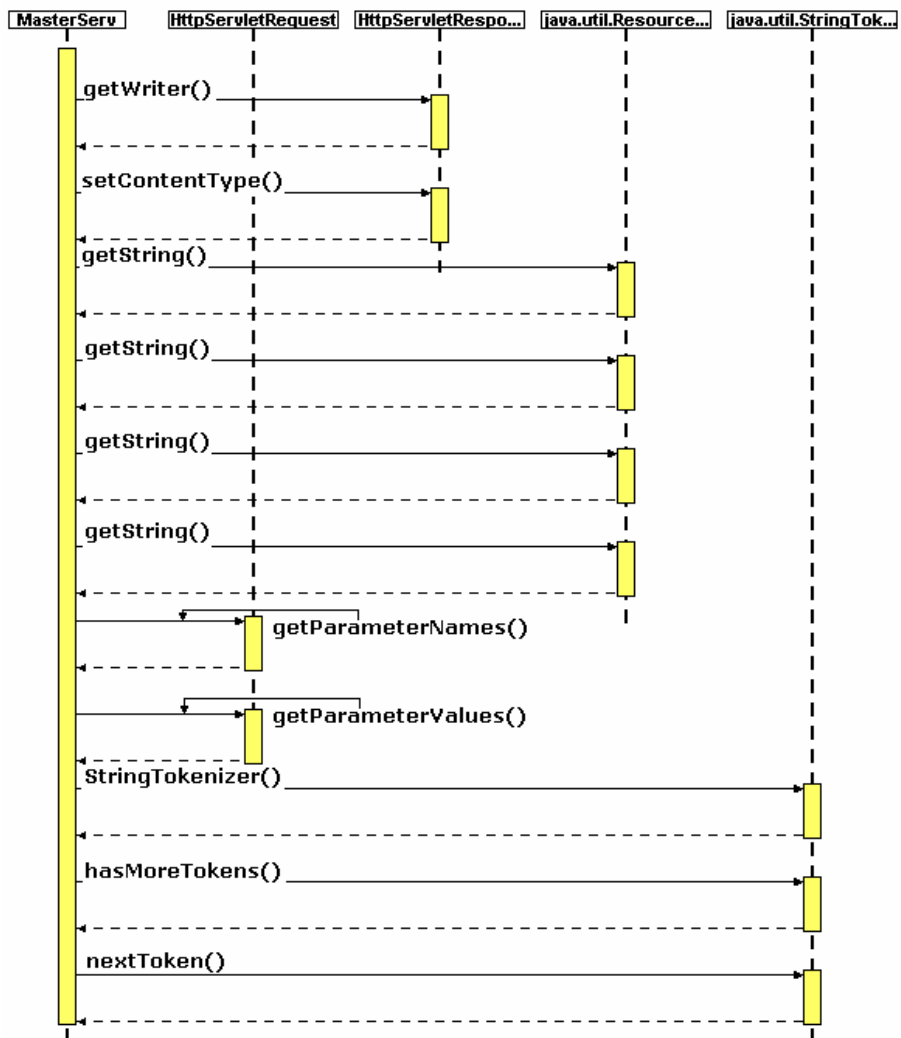 MasterServ HttpServletRequest HttpServletRespo... java.util.Resource... java.util.StringTok...
getWriter()
setContentType()
getString()
getString()
getString()
getString()
getParameterNames()
getParameterValues()
StringTokenizer()
hasMoreTokens()
nextToken()